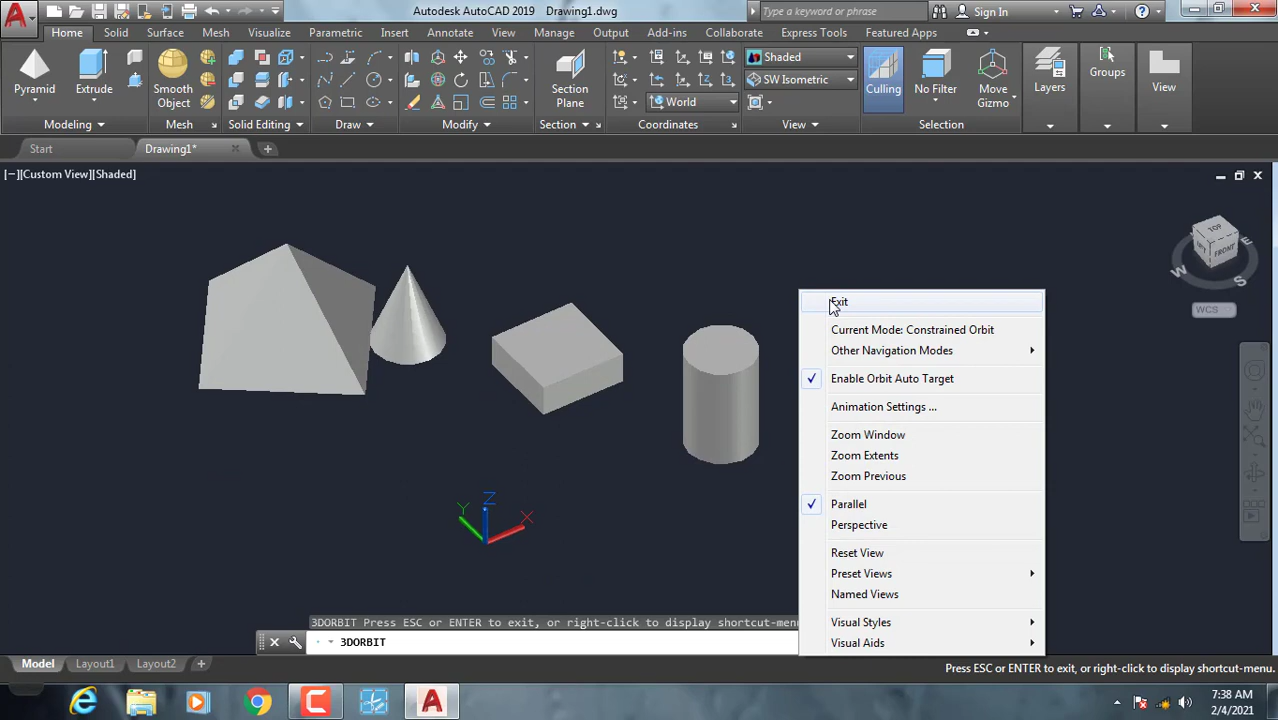 Autodesk AutoCAD 2019 Drawing1.dwg
Type a keyword or phrase
Sign In
Home Solid Surface Mesh Visualize Parametric Insert Annotate View Manage Output Add-ins Collaborate Express Tools Featured Apps
Pyramid
Extrude
Smooth
Object
Section
Plane
World
Shaded
SW Isometric
Culling
No Filter
Move
Gizmo
Layers
Groups
View
Modeling Mesh Solid Editing Draw Modify Section Coordinates View Selection
Start Drawing1*
[−][Custom View][Shaded]
TOP
LEFT FRONT
W S E
WCS
Exit
Current Mode: Constrained Orbit
Other Navigation Modes
Enable Orbit Auto Target
Animation Settings ...
Zoom Window
Zoom Extents
Zoom Previous
Parallel
Perspective
Reset View
Preset Views
Named Views
Visual Styles
Visual Aids
Z
Y X
3DORBIT Press ESC or ENTER to exit, or right-click to display shortcut-menu
3DORBIT
Model Layout1 Layout2 +
Press ESC or ENTER to exit, or right-click to display shortcut-menu.
7:38 AM
2/4/2021